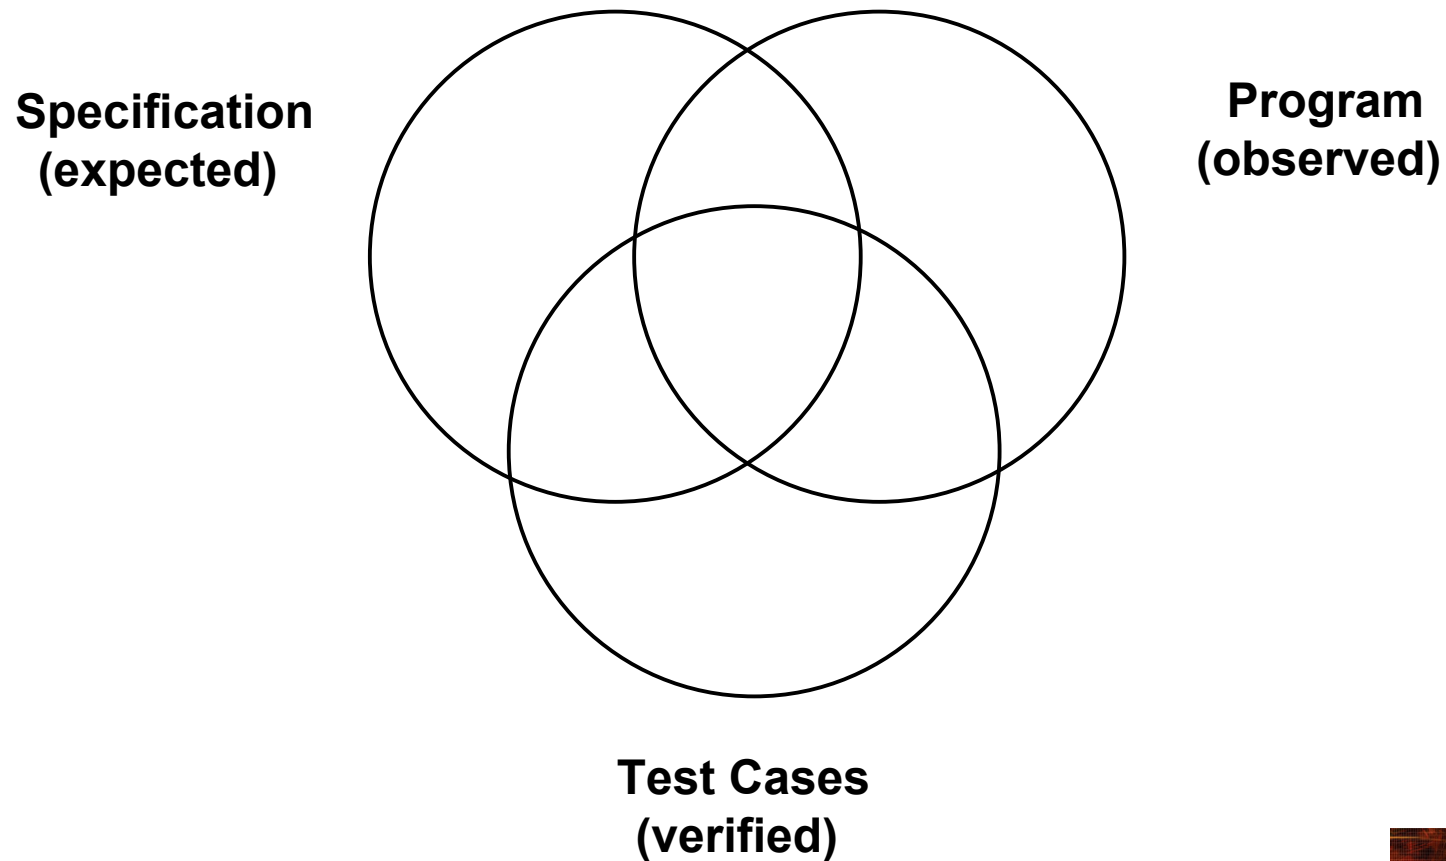 Specification
(expected)
Program
(observed)
Test Cases
(verified)